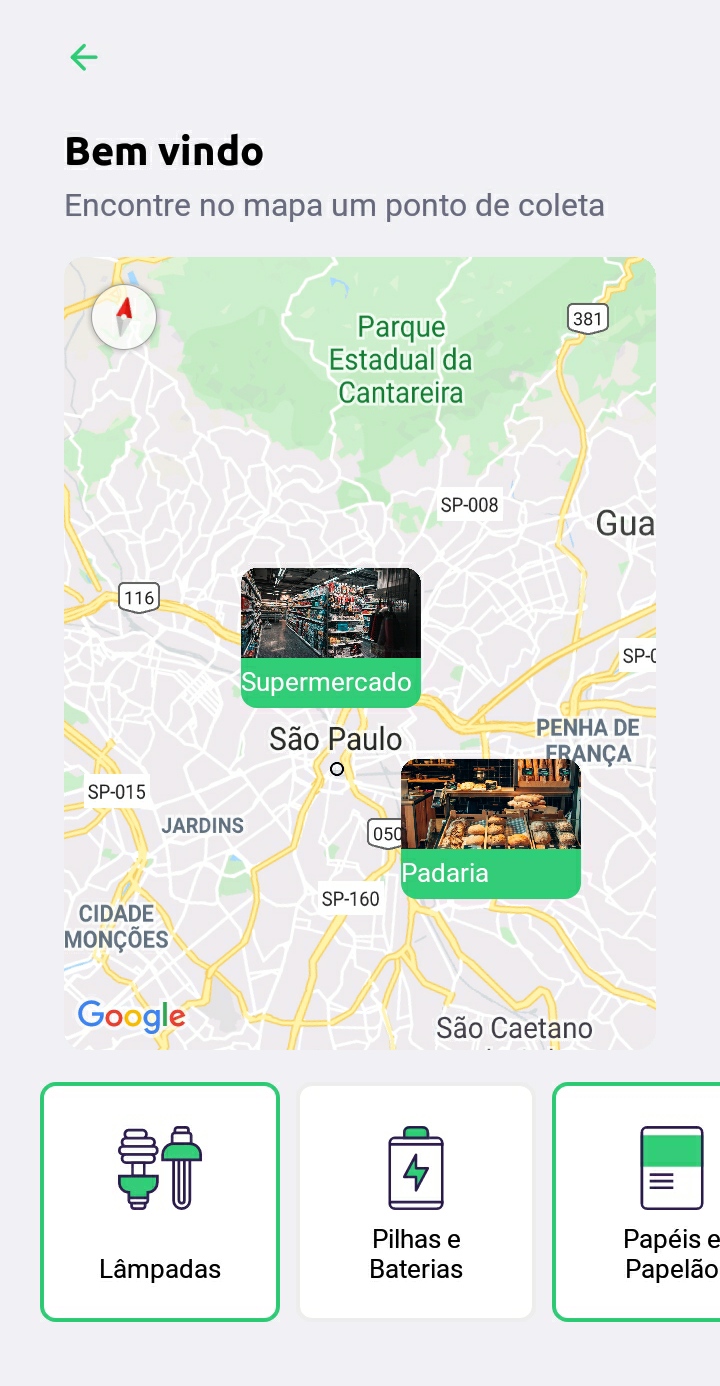 Bem vindo
Encontre no mapa um ponto de coleta
381
Parque
Estadual da
Cantareira
SP-008
Gua
116
SP-0
Supermercado
PENHA DE
FRANÇA
São Paulo
SP-015
JARDINS
050
Padaria
SP-160
CIDADE
MONÇÕES
Google
São Caetano
Lâmpadas
Pilhas e
Baterias
Papéis e
Papelão